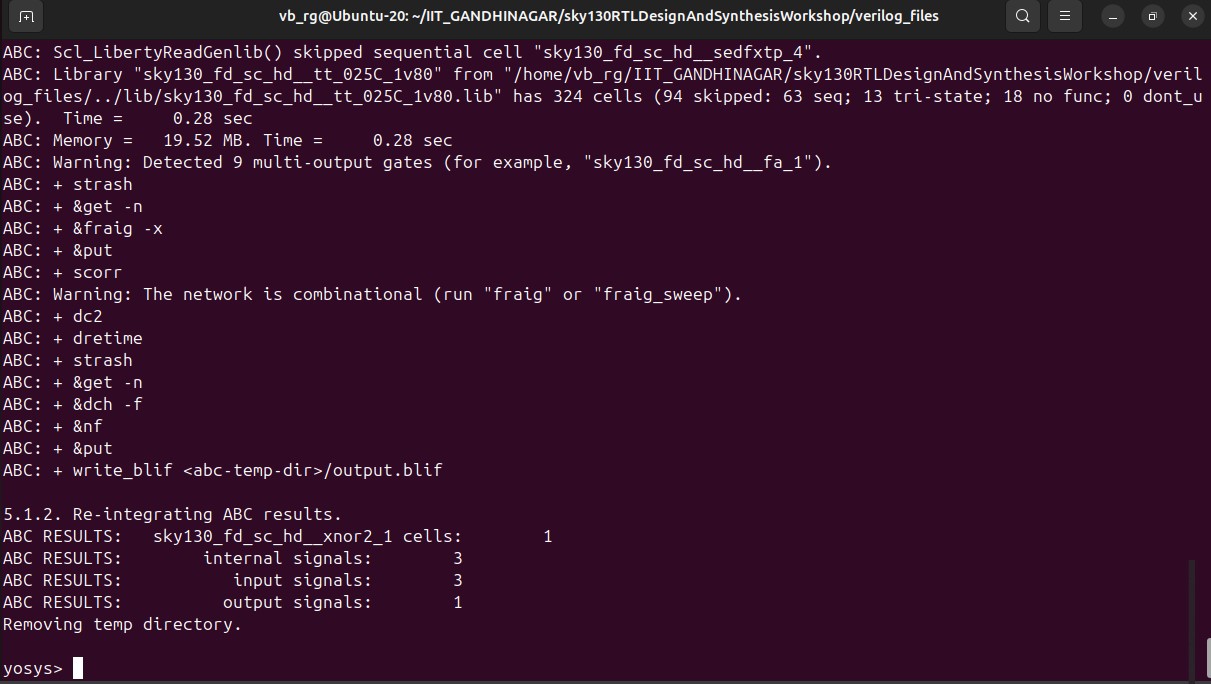 vb_rg@Ubuntu-20: ~/IIT_GANDHINAGAR/sky130RTLDesignAndSynthesisWorkshop/verilog_files
ABC: Scl_LibertyReadGenlib() skipped sequential cell "sky130_fd_sc_hd__sedfxtp_4".
ABC: Library "sky130_fd_sc_hd__tt_025C_1v80" from "/home/vb_rg/IIT_GANDHINAGAR/sky130RTLDesignAndSynthesisWorkshop/veril
og_files/../lib/sky130_fd_sc_hd__tt_025C_1v80.lib" has 324 cells (94 skipped: 63 seq; 13 tri-state; 18 no func; 0 dont_u
se).  Time =     0.28 sec
ABC: Memory =   19.52 MB. Time =     0.28 sec
ABC: Warning: Detected 9 multi-output gates (for example, "sky130_fd_sc_hd__fa_1").
ABC: + strash
ABC: + &get -n
ABC: + &fraig -x
ABC: + &put
ABC: + scorr
ABC: Warning: The network is combinational (run "fraig" or "fraig_sweep").
ABC: + dc2
ABC: + dretime
ABC: + strash
ABC: + &get -n
ABC: + &dch -f
ABC: + &nf
ABC: + &put
ABC: + write_blif <abc-temp-dir>/output.blif
5.1.2. Re-integrating ABC results.
ABC RESULTS:   sky130_fd_sc_hd__xnor2_1 cells:        1
ABC RESULTS:        internal signals:        3
ABC RESULTS:           input signals:        3
ABC RESULTS:          output signals:        1
Removing temp directory.
yosys>